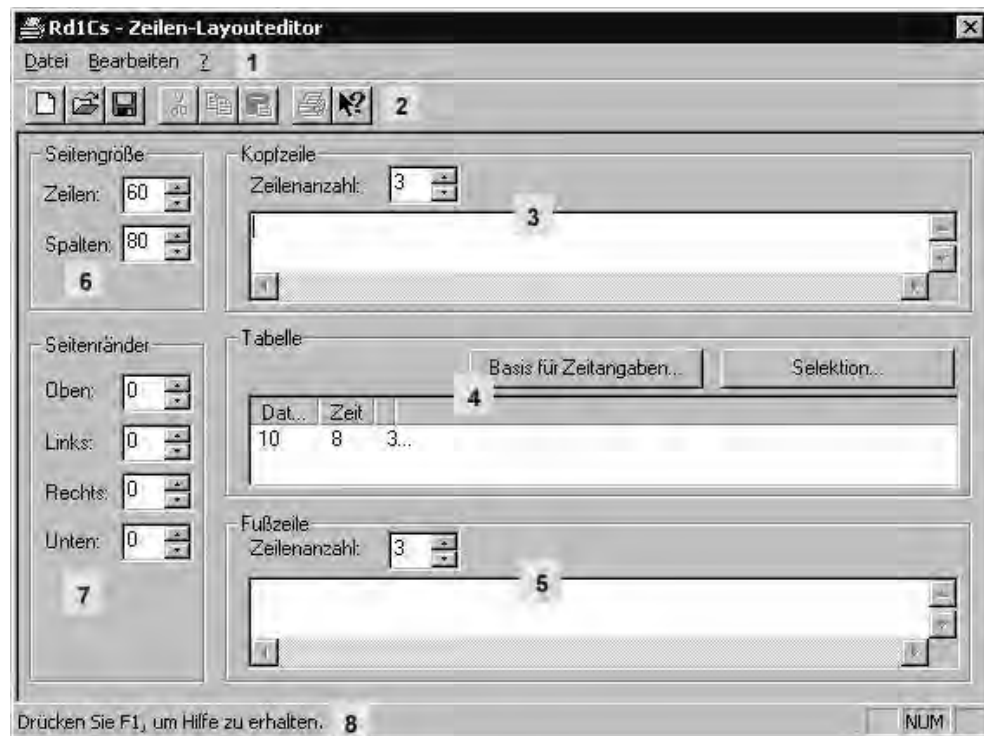 Rd1Cs - Zeilen-Layouteditor
Datei Bearbeiten ? 1
2
Seitengröße
Zeilen: 60
Spalten: 80
6
Kopfzeile
Zeilenanzahl: 3
3
Seitenränder
Oben: 0
Links: 0
Rechts: 0
Unten: 0
7
Tabelle
Basis für Zeitangaben... Selektion...
4
Dat... Zeit
10 8 3...
Fußzeile
Zeilenanzahl: 3
5
Drücken Sie F1, um Hilfe zu erhalten. 8 NUM